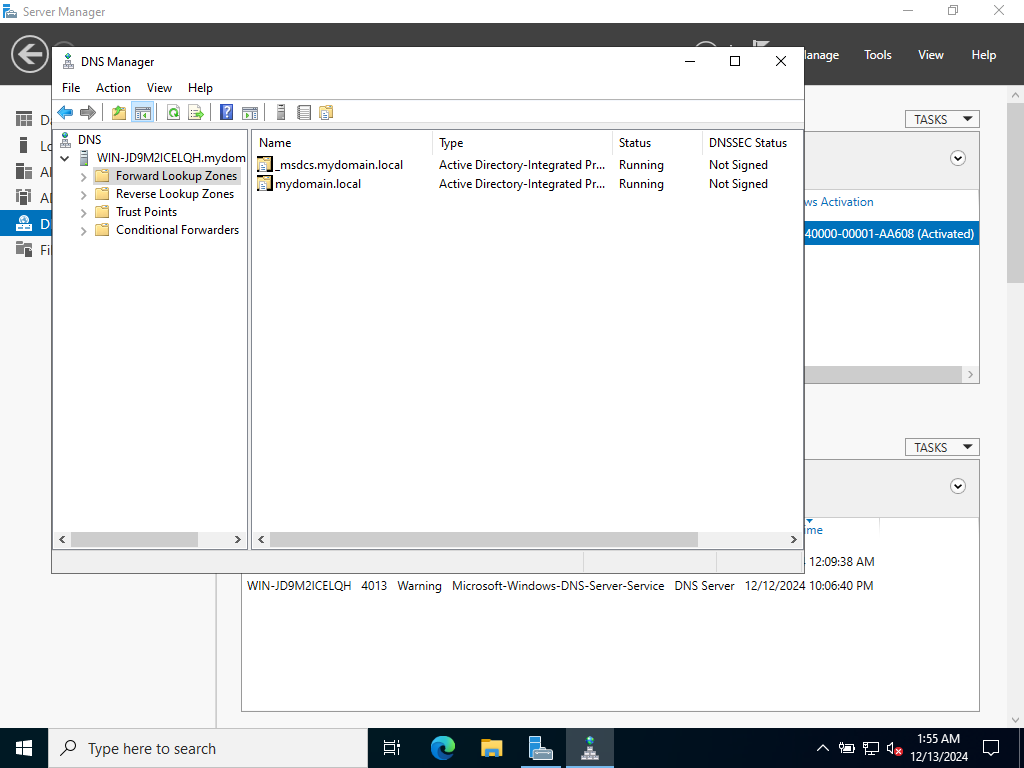 Server Manager
DNS Manager
Manage Tools View Help
File Action View Help
TASKS
DNS
WIN-JD9M2ICELQH.mydom
Forward Lookup Zones
Reverse Lookup Zones
Trust Points
Conditional Forwarders
Name Type Status DNSSEC Status
_msdcs.mydomain.local Active Directory-Integrated Pr... Running Not Signed
mydomain.local Active Directory-Integrated Pr... Running Not Signed
D
Lo
Al
AD
D
Fi
ws Activation
40000-00001-AA608 (Activated)
TASKS
me
12:09:38 AM
WIN-JD9M2ICELQH 4013 Warning Microsoft-Windows-DNS-Server-Service DNS Server 12/12/2024 10:06:40 PM
Type here to search
1:55 AM
12/13/2024